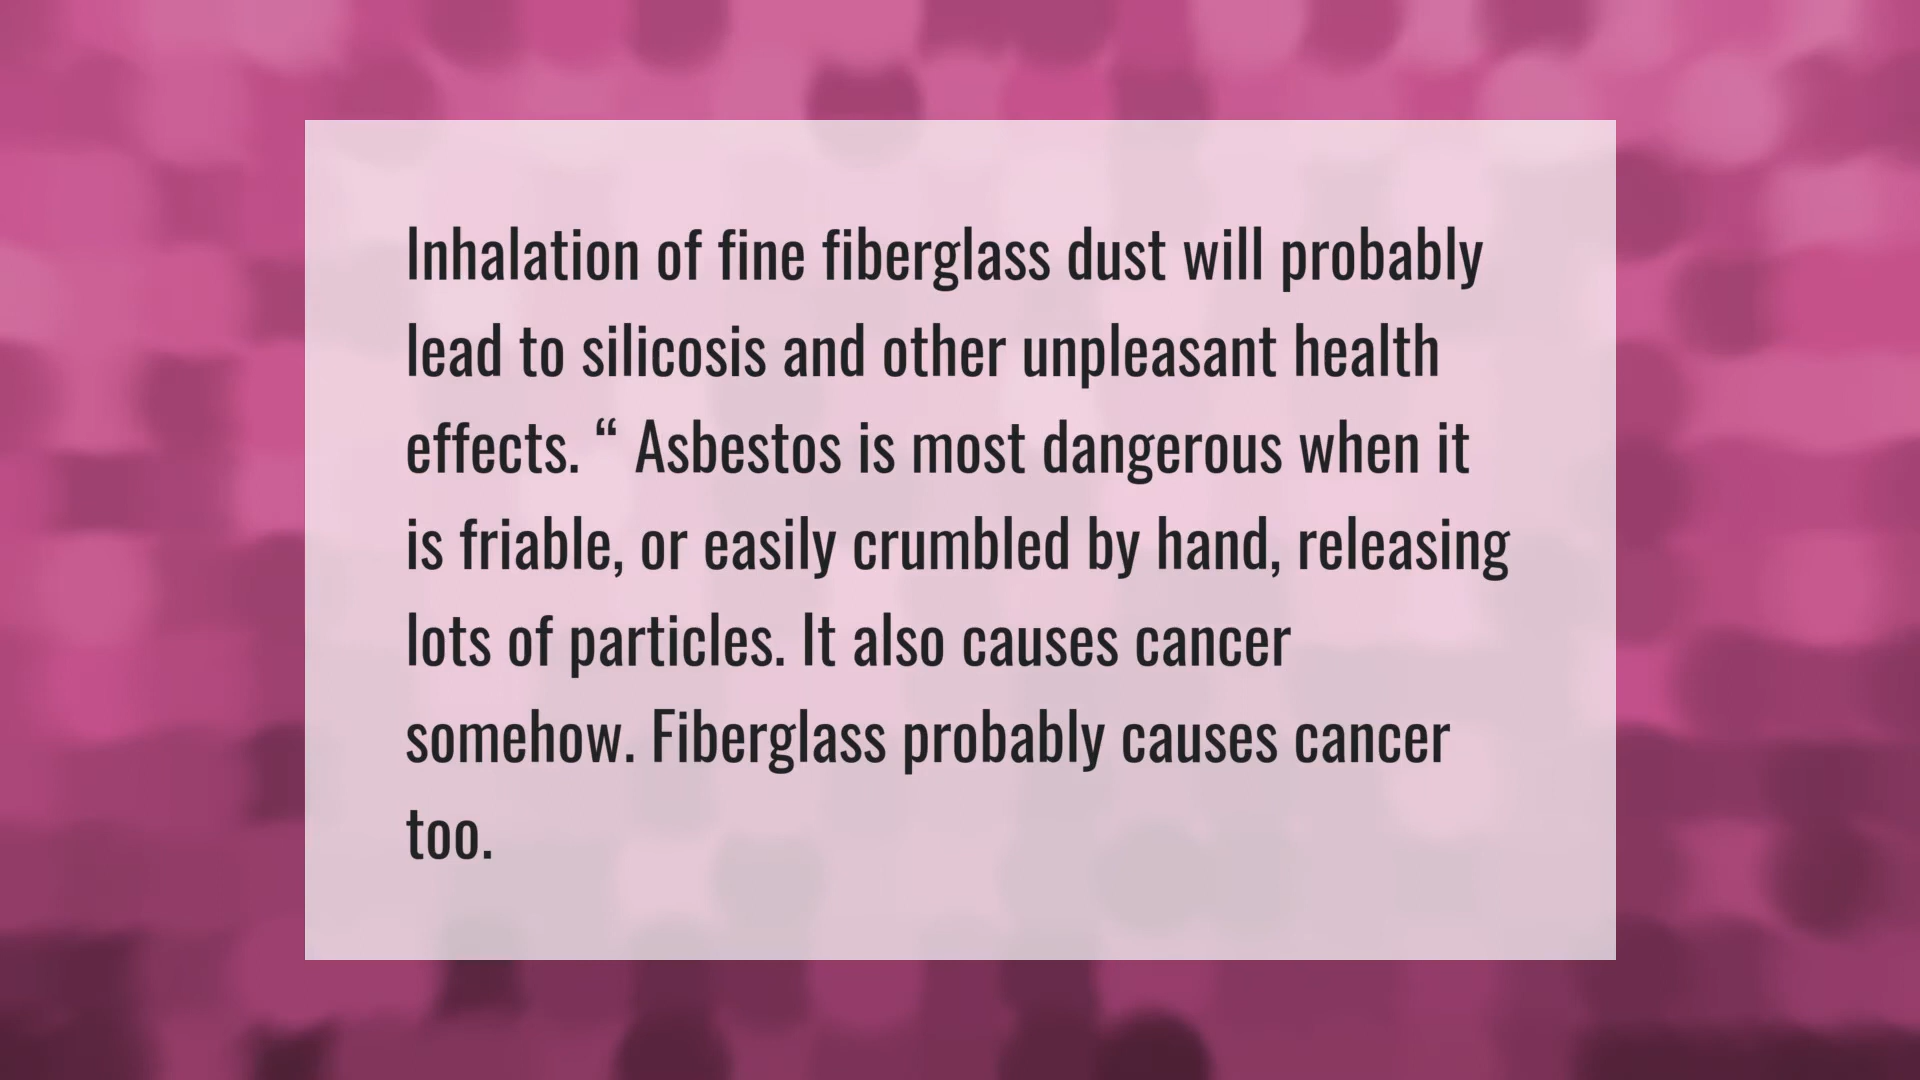 Inhalation of fine fiberglass dust will probably
lead to silicosis and other unpleasant health
effects. “ Asbestos is most dangerous when it
is friable, or easily crumbled by hand, releasing
lots of particles. It also causes cancer
somehow. Fiberglass probably causes cancer
too.